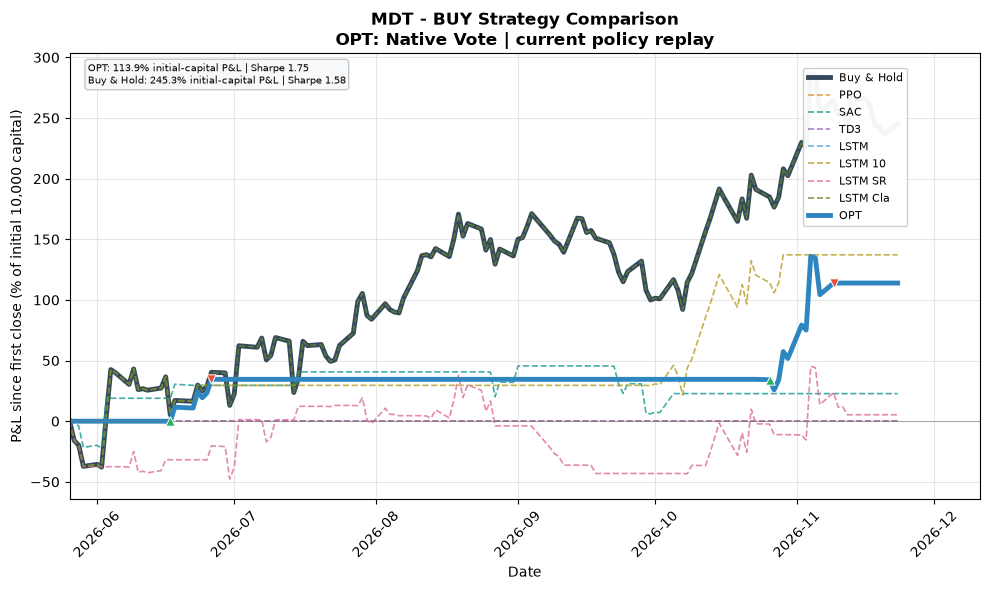 MDT - BUY Strategy Comparison
OPT: Native Vote | current policy replay
OPT: 113.9% initial-capital P&L | Sharpe 1.75
Buy & Hold: 245.3% initial-capital P&L | Sharpe 1.58
Buy & Hold
PPO
SAC
TD3
LSTM
LSTM 10
LSTM SR
LSTM Cla
OPT
P&L since first close (% of initial 10,000 capital)
300
250
200
150
100
50
0
−50
2026-06
2026-07
2026-08
2026-09
2026-10
2026-11
2026-12
Date